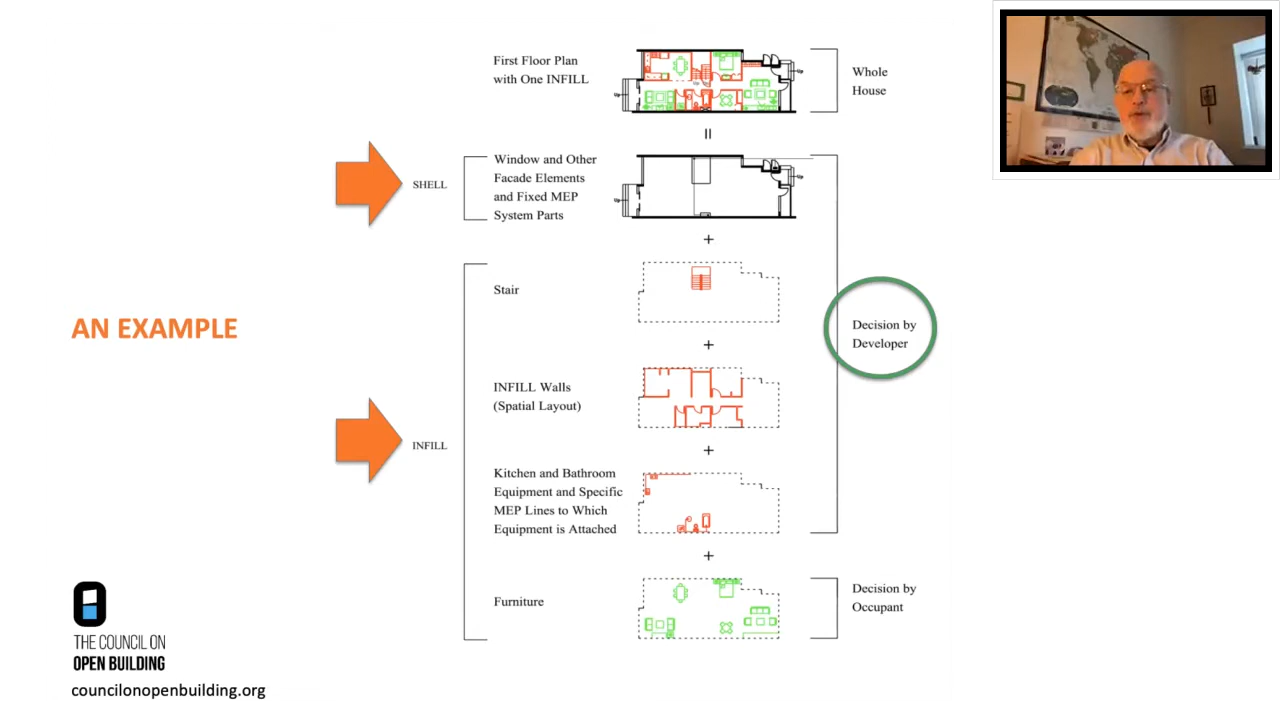 First Floor Plan
with One INFILL
Whole
House
=
SHELL
Window and Other
Facade Elements
and Fixed MEP
System Parts
+
Stair
+
AN EXAMPLE
Decision by
Developer
INFILL Walls
(Spatial Layout)
+
INFILL
Kitchen and Bathroom
Equipment and Specific
MEP Lines to Which
Equipment is Attached
+
Furniture
Decision by
Occupant
THE COUNCIL ON
OPEN BUILDING
councilonopenbuilding.org